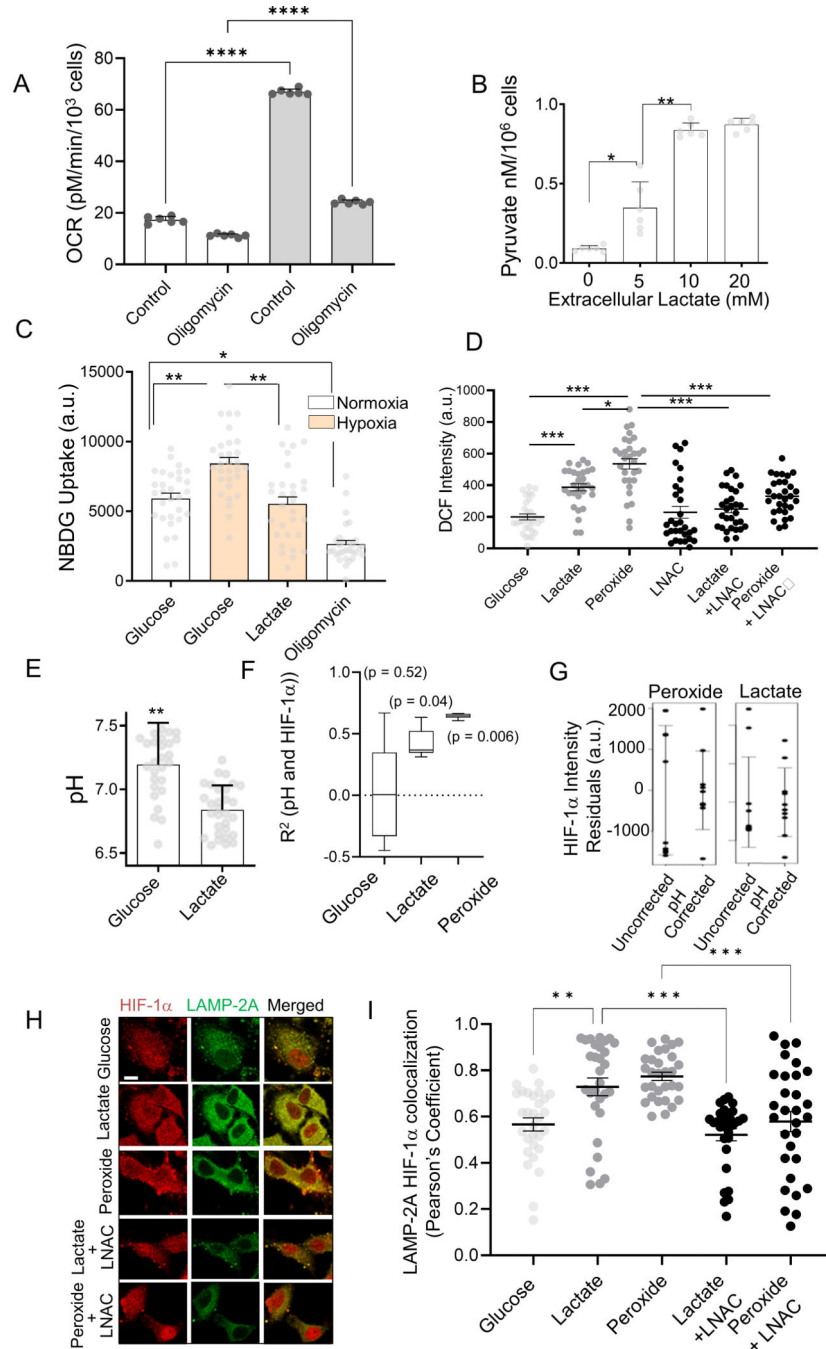 A
OCR (pM/min/10³ cells)
80
60
40
20
0
****
****
Control
Oligomycin
Control
Oligomycin
B
Pyruvate nM/10⁶ cells
1.0
0.5
0.0
*
**
0
5
10
20
Extracellular Lactate (mM)
C
NBDG Uptake (a.u.)
15000
10000
5000
0
*
**
**
Normoxia
Hypoxia
Glucose
Glucose
Lactate
Oligomycin
D
DCF Intensity (a.u.)
1000
800
600
400
200
0
***
***
*
***
***
Glucose
Lactate
Peroxide
LNAC
Lactate
+LNAC
Peroxide
+ LNAC□
E
pH
7.5
7.0
6.5
**
Glucose
Lactate
F
R² (pH and HIF-1α))
1.0
0.5
0.0
-0.5
(p = 0.52)
(p = 0.04)
(p = 0.006)
Glucose
Lactate
Peroxide
G
Peroxide
Lactate
HIF-1α Intensity
Residuals (a.u.)
2000
1000
0
-1000
Uncorrected
pH
Corrected
Uncorrected
pH
Corrected
H
HIF-1α
LAMP-2A
Merged
Glucose
Lactate
Peroxide
Lactate
+
LNAC
Peroxide
+
LNAC
I
LAMP-2A HIF-1α colocalization
(Pearson's Coefficient)
1.0
0.8
0.6
0.4
0.2
0.0
**
***
***
Glucose
Lactate
Peroxide
Lactate
+LNAC
Peroxide
+ LNAC